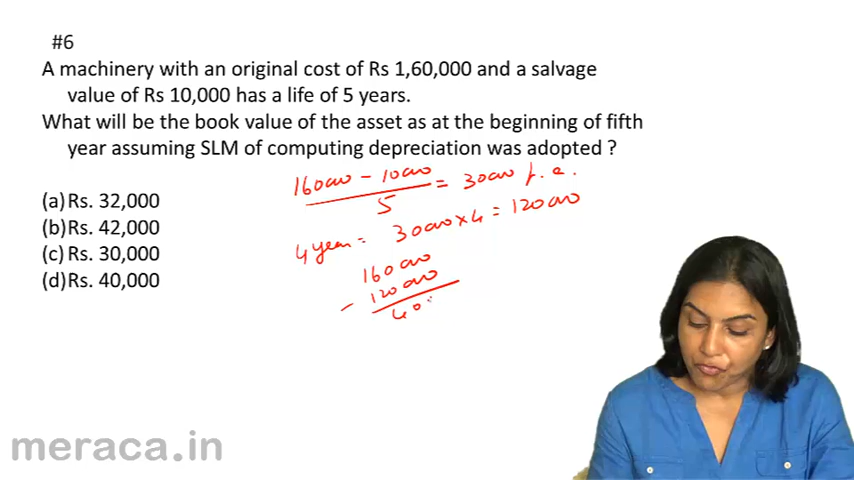 #6
A machinery with an original cost of Rs 1,60,000 and a salvage
value of Rs 10,000 has a life of 5 years.
What will be the book value of the asset as at the beginning of fifth
year assuming SLM of computing depreciation was adopted ?
160000 - 10000
5
= 30000 p.a.
(a)Rs. 32,000
(b)Rs. 42,000
(c)Rs. 30,000
(d)Rs. 40,000
4 year = 30000 x 4 = 120000
160000
- 120000
40
meraca.in